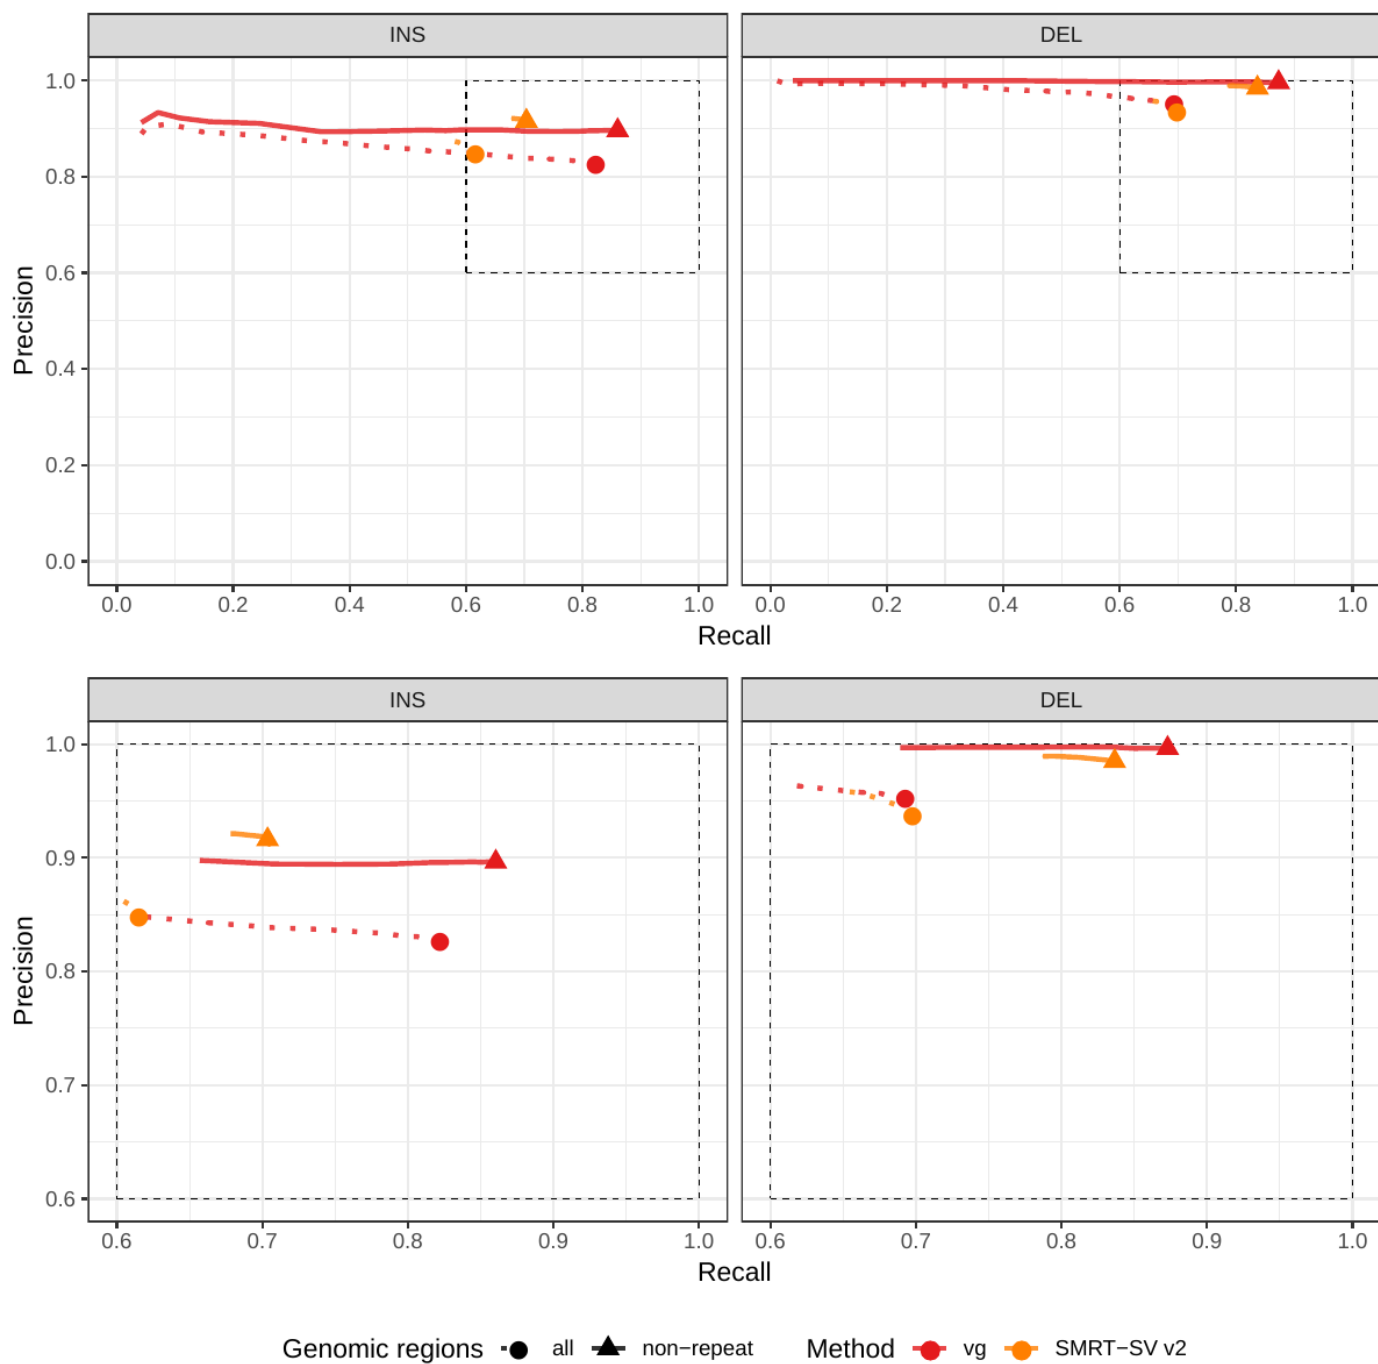 INS DEL
Precision
1.0
0.8
0.6
0.4
0.2
0.0
0.0 0.2 0.4 0.6 0.8 1.0 0.0 0.2 0.4 0.6 0.8 1.0
Recall
INS DEL
Precision
1.0
0.9
0.8
0.7
0.6
0.6 0.7 0.8 0.9 1.0 0.6 0.7 0.8 0.9 1.0
Recall
Genomic regions all non−repeat Method vg SMRT−SV v2